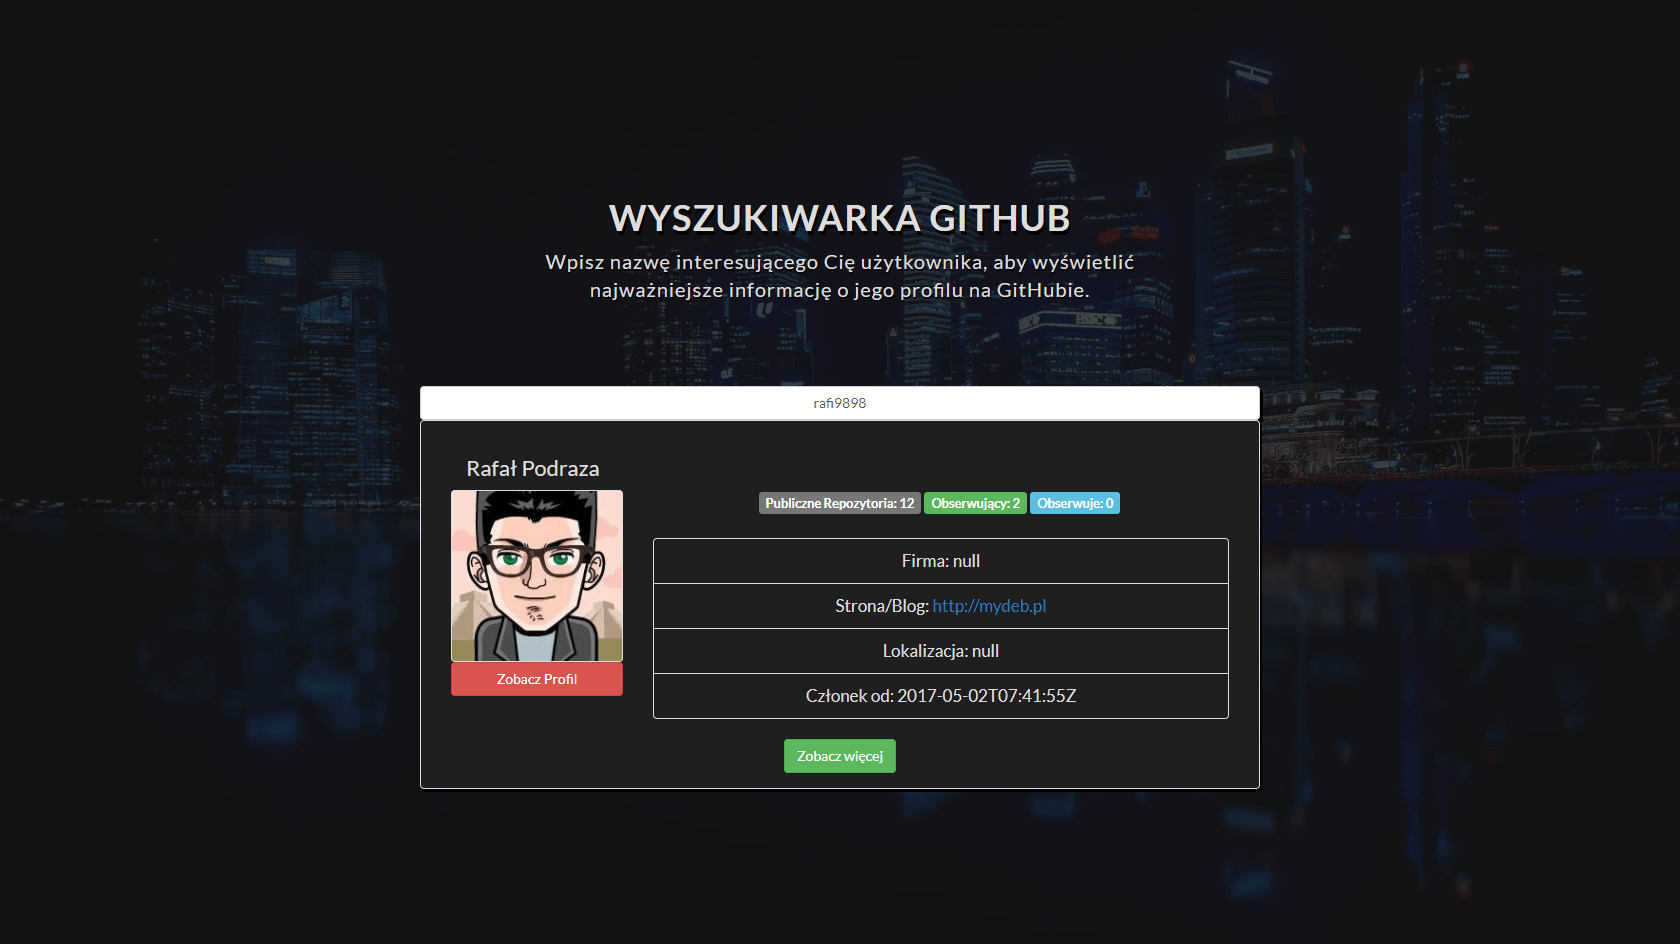 WYSZUKIWARKA GITHUB
Wpisz nazwę interesującego Cię użytkownika, aby wyświetlić
najważniejsze informację o jego profilu na GitHubie.
rafi9898
Rafał Podraza
Publiczne Repozytoria: 12 Obserwujący: 2 Obserwuje: 0
Firma: null
Strona/Blog: http://mydeb.pl
Lokalizacja: null
Członek od: 2017-05-02T07:41:55Z
Zobacz Profil
Zobacz więcej